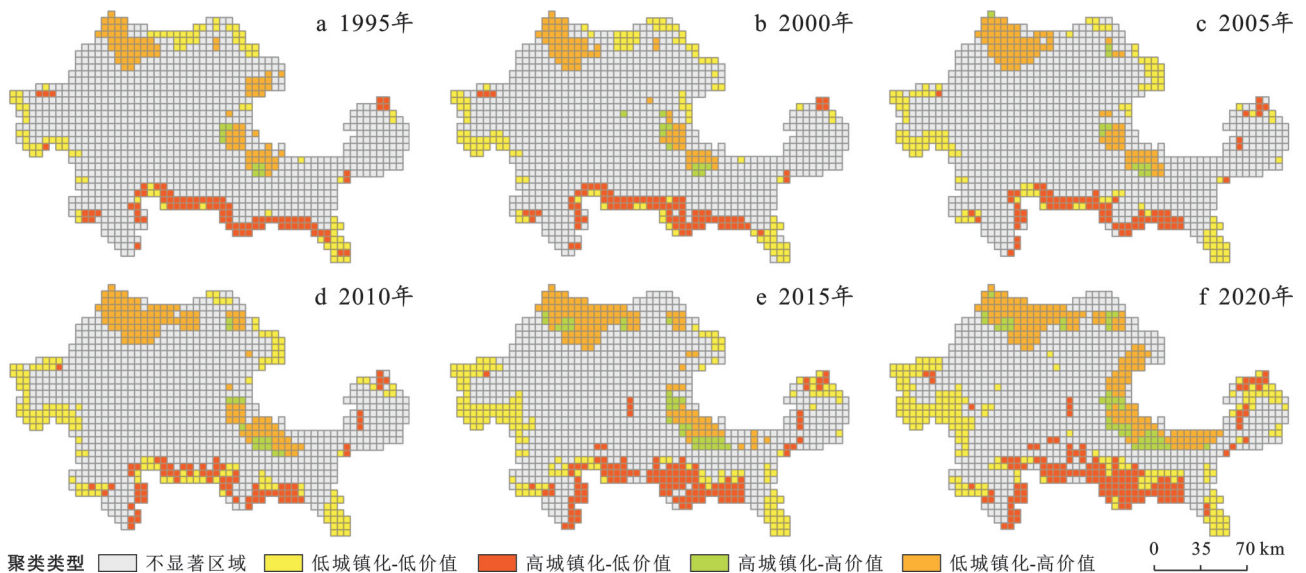 a 1995年
b 2000年
c 2005年
d 2010年
e 2015年
f 2020年
聚类类型 不显著区域 低城镇化-低价值 高城镇化-低价值 高城镇化-高价值 低城镇化-高价值
0 35 70 km